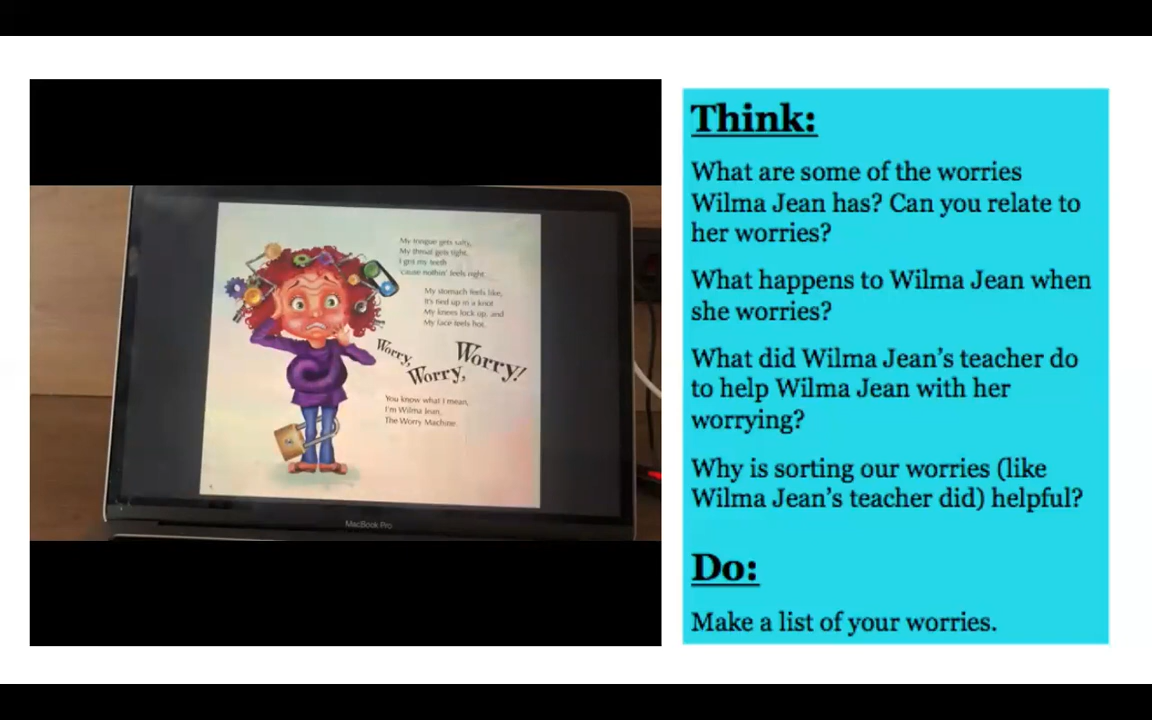 My tongue gets salty,
My throat gets tight,
I grit my teeth
'cause nothin' feels right.
My stomach feels like,
It's tied up in a knot
My knees lock up, and
My face feels hot.
Worry,
Worry,
Worry!
You know what I mean,
I'm Wilma Jean,
The Worry Machine.
MacBook Pro
Think:
What are some of the worries
Wilma Jean has? Can you relate to
her worries?
What happens to Wilma Jean when
she worries?
What did Wilma Jean’s teacher do
to help Wilma Jean with her
worrying?
Why is sorting our worries (like
Wilma Jean’s teacher did) helpful?
Do:
Make a list of your worries.